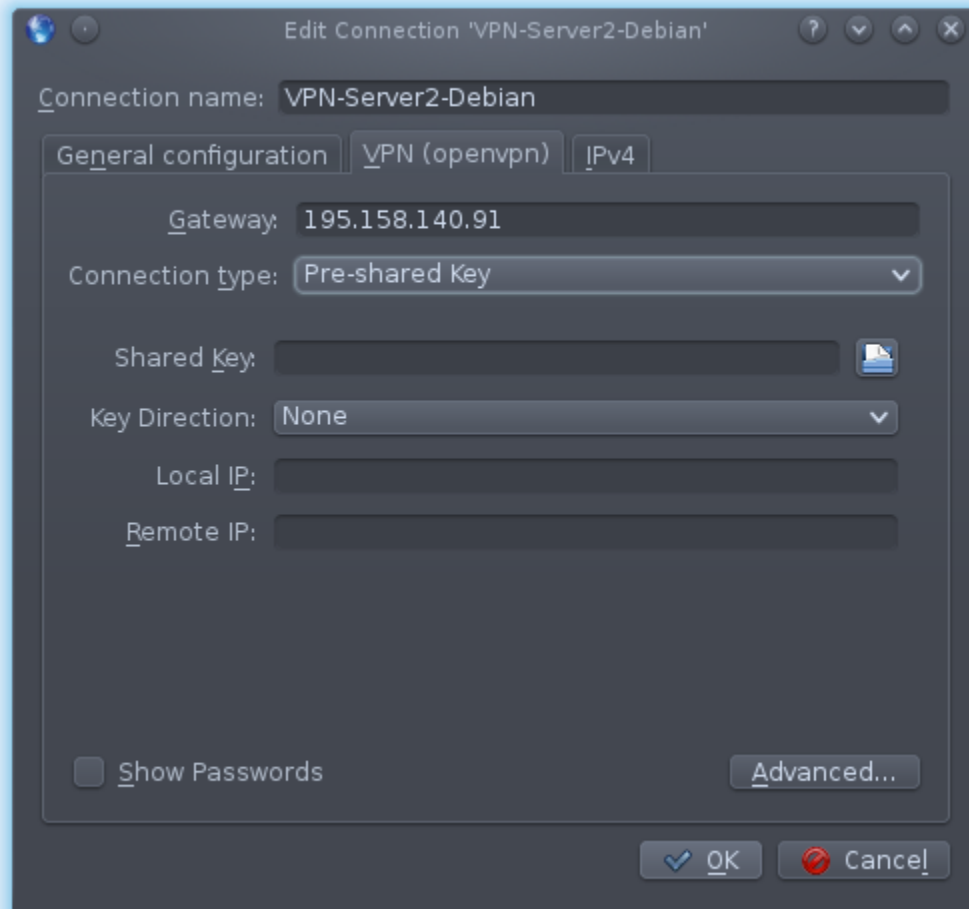 Edit Connection 'VPN-Server2-Debian'
Connection name: VPN-Server2-Debian
General configuration VPN (openvpn) IPv4
Gateway: 195.158.140.91
Connection type: Pre-shared Key
Shared Key:
Key Direction: None
Local IP:
Remote IP:
Show Passwords Advanced...
OK Cancel